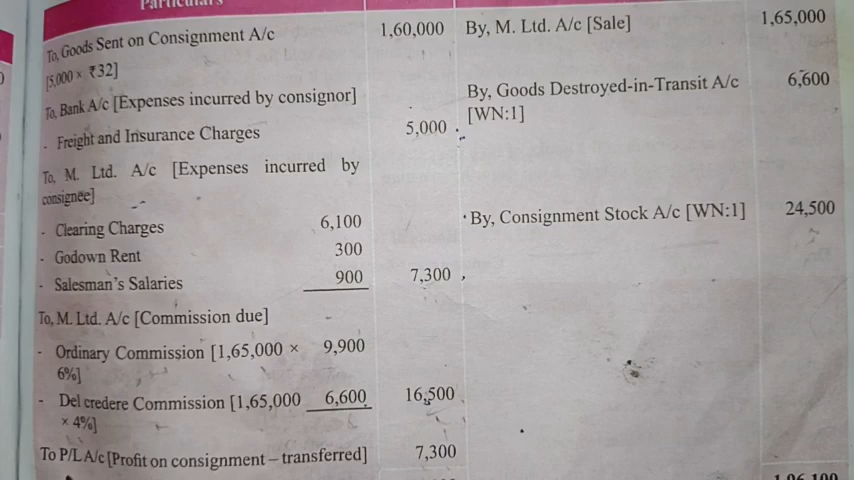 Particulars
To, Goods Sent on Consignment A/c 1,60,000 By, M. Ltd. A/c [Sale] 1,65,000
[5,000 × ₹32]
To, Bank A/c [Expenses incurred by consignor] By, Goods Destroyed-in-Transit A/c 6,600
- Freight and Insurance Charges 5,000 [WN:1]
To, M. Ltd. A/c [Expenses incurred by
consignee]
- Clearing Charges 6,100 By, Consignment Stock A/c [WN:1] 24,500
- Godown Rent 300
- Salesman's Salaries 900 7,300
To, M. Ltd. A/c [Commission due]
- Ordinary Commission [1,65,000 × 9,900
6%]
- Del credere Commission [1,65,000 6,600 16,500
× 4%]
To P/L A/c [Profit on consignment – transferred] 7,300